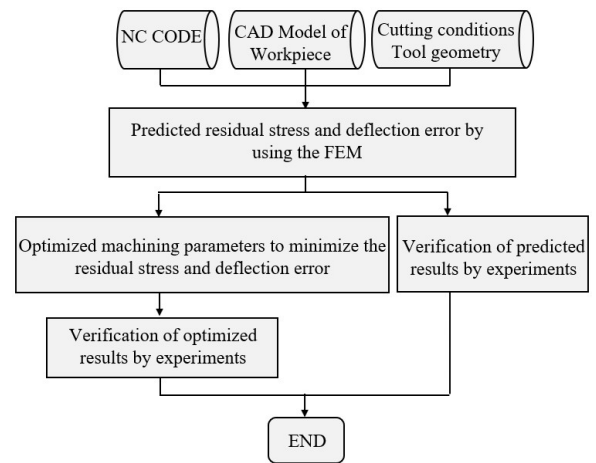 NC CODE
CAD Model of
Workpiece
Cutting conditions
Tool geometry
Predicted residual stress and deflection error by
using the FEM
Optimized machining parameters to minimize the
residual stress and deflection error
Verification of predicted
results by experiments
Verification of optimized
results by experiments
END